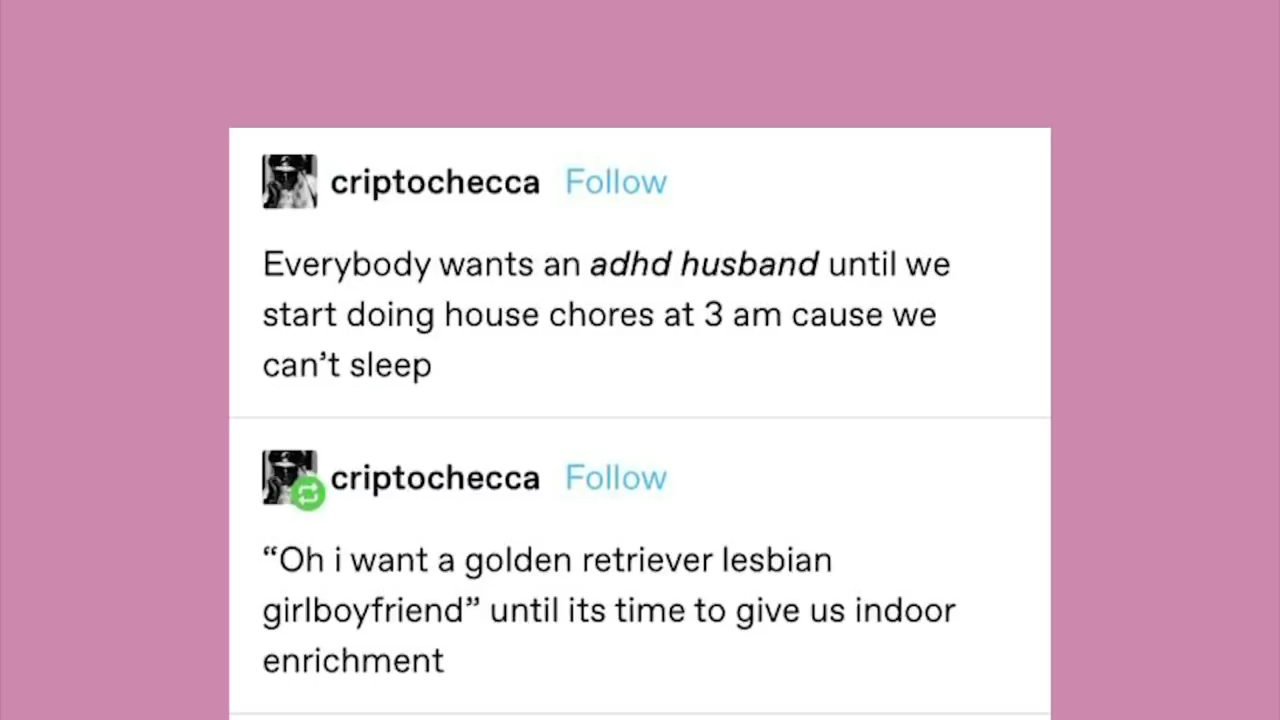 criptochecca Follow
Everybody wants an adhd husband until we
start doing house chores at 3 am cause we
can’t sleep
criptochecca Follow
“Oh i want a golden retriever lesbian
girlboyfriend” until its time to give us indoor
enrichment